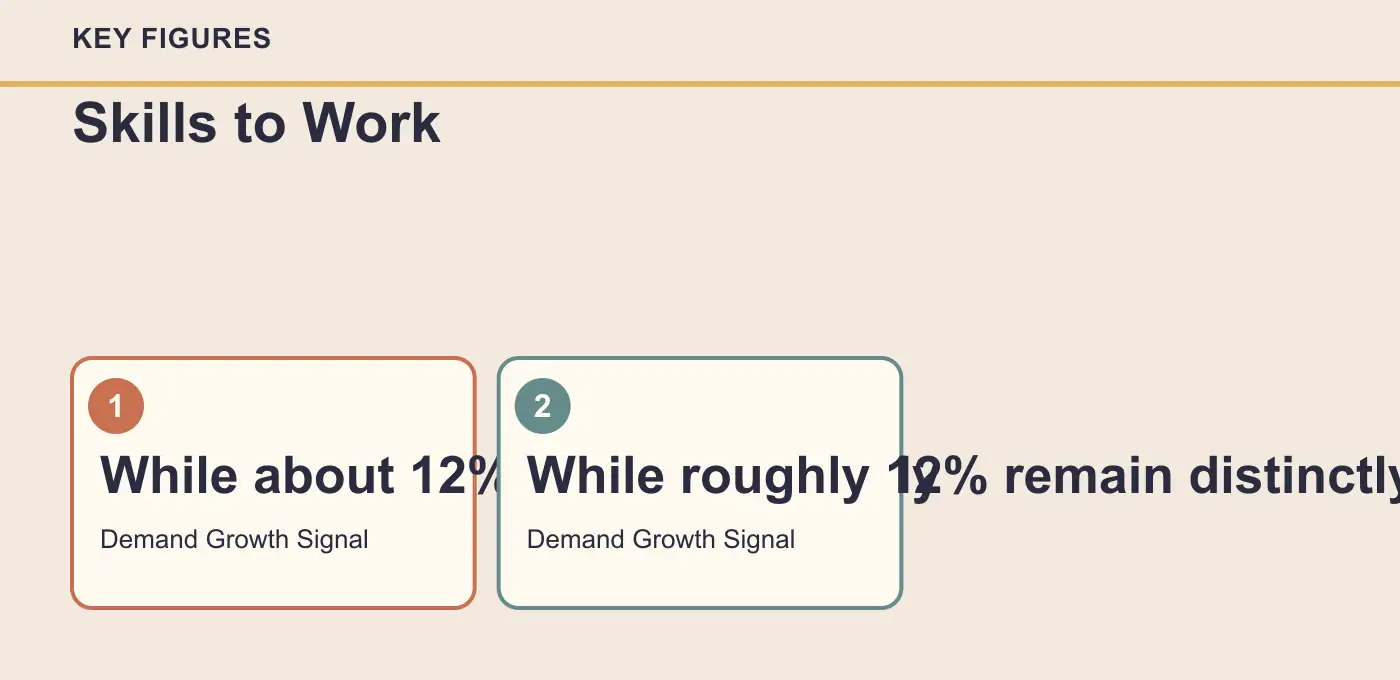 KEY FIGURES
Skills to Work
1
While about 12%
Demand Growth Signal
2
While roughly 12% remain distinctly
Demand Growth Signal